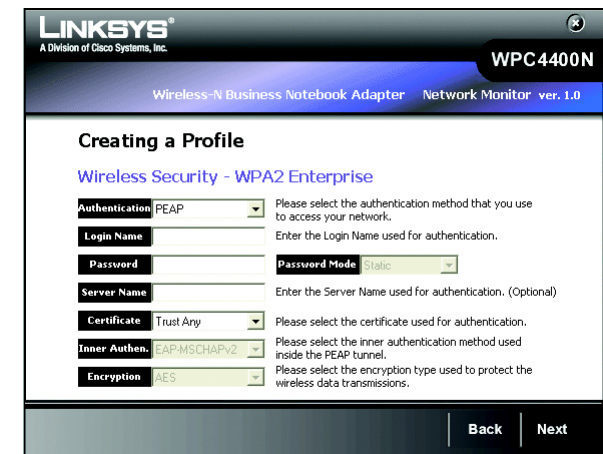 LINKSYS®
A Division of Cisco Systems, Inc.
WPC4400N
Wireless-N Business Notebook Adapter Network Monitor ver. 1.0
Creating a Profile
Wireless Security - WPA2 Enterprise
Authentication PEAP Please select the authentication method that you use
to access your network.
Login Name Enter the Login Name used for authentication.
Password Password Mode Static
Server Name Enter the Server Name used for authentication. (Optional)
Certificate Trust Any Please select the certificate used for authentication.
Inner Authen. EAP-MSCHAPv2 Please select the inner authentication method used
inside the PEAP tunnel.
Encryption AES Please select the encryption type used to protect the
wireless data transmissions.
Back Next